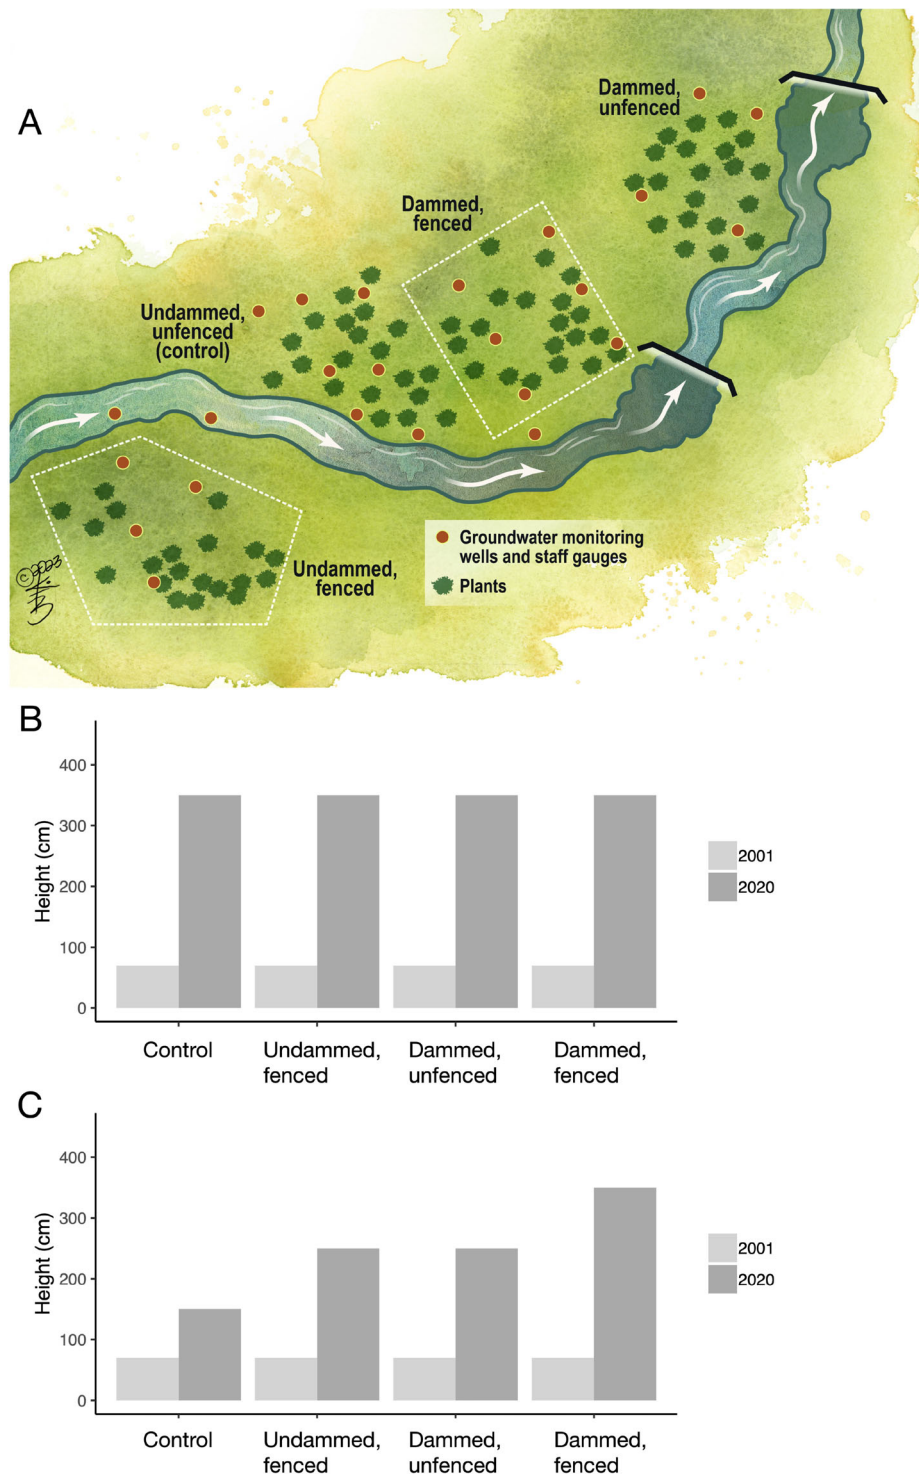 A
Dammed,
unfenced
Dammed,
fenced
Undammed,
unfenced
(control)
Undammed,
fenced
Groundwater monitoring
wells and staff gauges
Plants
©2023
B
Height (cm)
400
300
200
100
0
Control
Undammed,
fenced
Dammed,
unfenced
Dammed,
fenced
2001
2020
C
Height (cm)
400
300
200
100
0
Control
Undammed,
fenced
Dammed,
unfenced
Dammed,
fenced
2001
2020